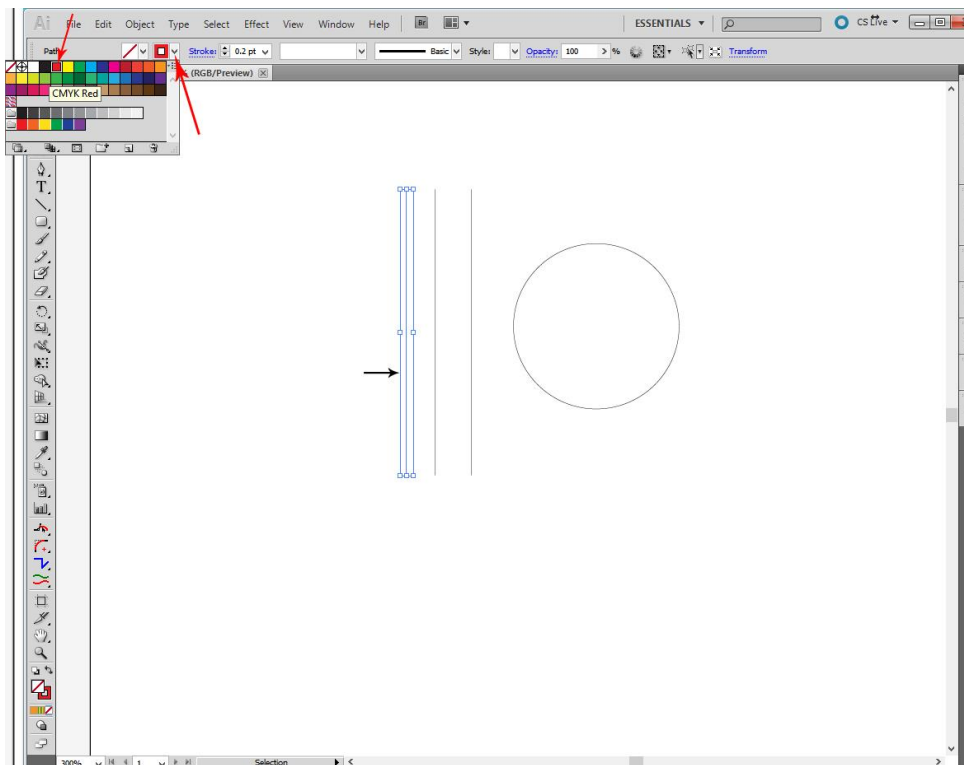 Ai File Edit Object Type Select Effect View Window Help Br ESSENTIALS CS Live
Path Stroke: 0.2 pt Basic Style: Opacity: 100 % Transform
(RGB/Preview)
CMYK Red
T
300% 1 Selection